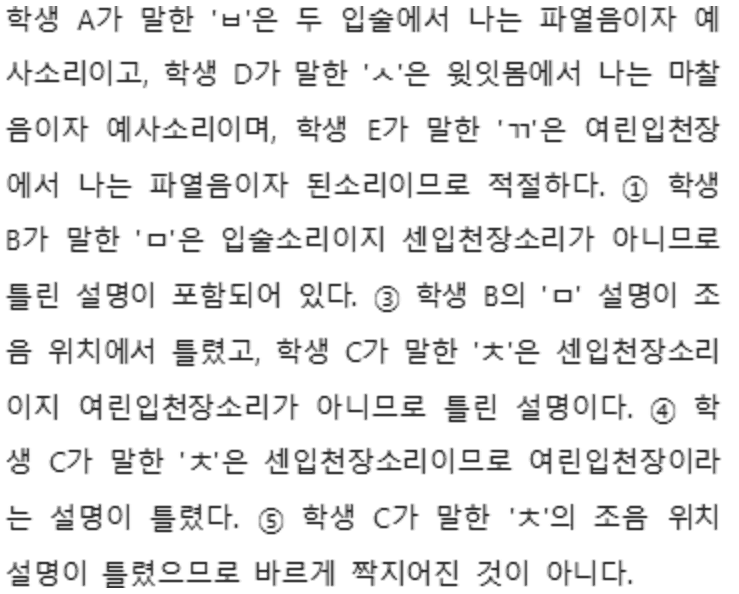 학생 A가 말한 'ㅂ'은 두 입술에서 나는 파열음이자 예
사소리이고, 학생 D가 말한 'ㅅ'은 윗잇몸에서 나는 마찰
음이자 예사소리이며, 학생 E가 말한 'ㄲ'은 여린입천장
에서 나는 파열음이자 된소리이므로 적절하다. ① 학생
B가 말한 'ㅁ'은 입술소리이지 센입천장소리가 아니므로
틀린 설명이 포함되어 있다. ③ 학생 B의 'ㅁ' 설명이 조
음 위치에서 틀렸고, 학생 C가 말한 'ㅊ'은 센입천장소리
이지 여린입천장소리가 아니므로 틀린 설명이다. ④ 학
생 C가 말한 'ㅊ'은 센입천장소리이므로 여린입천장이라
는 설명이 틀렸다. ⑤ 학생 C가 말한 'ㅊ'의 조음 위치
설명이 틀렸으므로 바르게 짝지어진 것이 아니다.